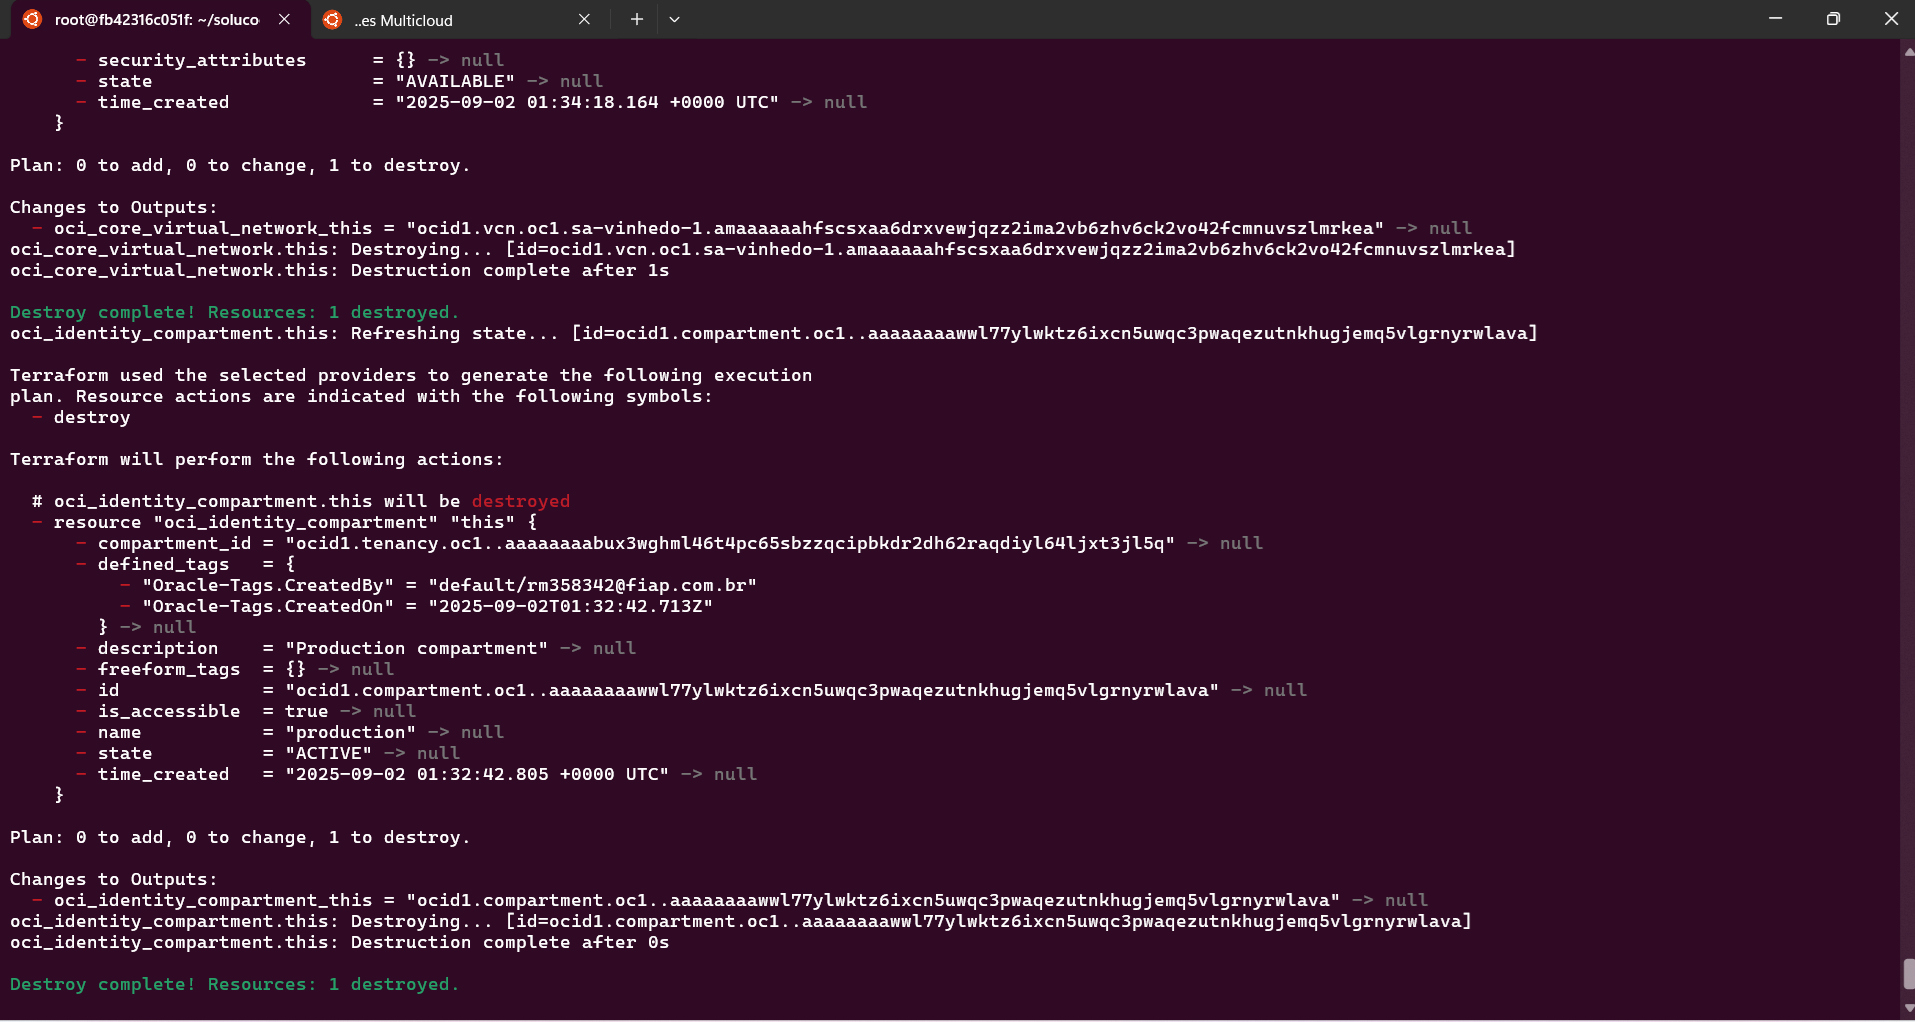 root@fb42316c051f: ~/soluco
..es Multicloud
- security_attributes      = {} -> null
- state                    = "AVAILABLE" -> null
- time_created             = "2025-09-02 01:34:18.164 +0000 UTC" -> null
}
Plan: 0 to add, 0 to change, 1 to destroy.
Changes to Outputs:
- oci_core_virtual_network_this = "ocid1.vcn.oc1.sa-vinhedo-1.amaaaaaahfscsxaa6drxvewjqzz2ima2vb6zhv6ck2vo42fcmnuvszlmrkea" -> null
oci_core_virtual_network.this: Destroying... [id=ocid1.vcn.oc1.sa-vinhedo-1.amaaaaaahfscsxaa6drxvewjqzz2ima2vb6zhv6ck2vo42fcmnuvszlmrkea]
oci_core_virtual_network.this: Destruction complete after 1s
Destroy complete! Resources: 1 destroyed.
oci_identity_compartment.this: Refreshing state... [id=ocid1.compartment.oc1..aaaaaaaawwl77ylwktz6ixcn5uwqc3pwaqezutnkhugjemq5vlgrnyrwlava]
Terraform used the selected providers to generate the following execution
plan. Resource actions are indicated with the following symbols:
- destroy
Terraform will perform the following actions:
# oci_identity_compartment.this will be destroyed
- resource "oci_identity_compartment" "this" {
- compartment_id = "ocid1.tenancy.oc1..aaaaaaaabux3wghml46t4pc65sbzzqcipbkdr2dh62raqdiyl64ljxt3jl5q" -> null
- defined_tags   = {
- "Oracle-Tags.CreatedBy" = "default/rm358342@fiap.com.br"
- "Oracle-Tags.CreatedOn" = "2025-09-02T01:32:42.713Z"
} -> null
- description    = "Production compartment" -> null
- freeform_tags  = {} -> null
- id             = "ocid1.compartment.oc1..aaaaaaaawwl77ylwktz6ixcn5uwqc3pwaqezutnkhugjemq5vlgrnyrwlava" -> null
- is_accessible  = true -> null
- name           = "production" -> null
- state          = "ACTIVE" -> null
- time_created   = "2025-09-02 01:32:42.805 +0000 UTC" -> null
}
Plan: 0 to add, 0 to change, 1 to destroy.
Changes to Outputs:
- oci_identity_compartment_this = "ocid1.compartment.oc1..aaaaaaaawwl77ylwktz6ixcn5uwqc3pwaqezutnkhugjemq5vlgrnyrwlava" -> null
oci_identity_compartment.this: Destroying... [id=ocid1.compartment.oc1..aaaaaaaawwl77ylwktz6ixcn5uwqc3pwaqezutnkhugjemq5vlgrnyrwlava]
oci_identity_compartment.this: Destruction complete after 0s
Destroy complete! Resources: 1 destroyed.